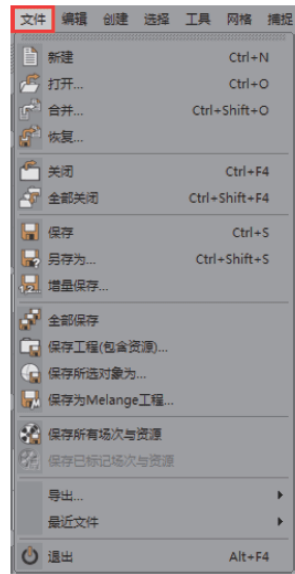 文件 编辑 创建 选择 工具 网格 捕捉
新建 Ctrl+N
打开... Ctrl+O
合并... Ctrl+Shift+O
恢复...
关闭 Ctrl+F4
全部关闭 Ctrl+Shift+F4
保存 Ctrl+S
另存为... Ctrl+Shift+S
增量保存...
全部保存
保存工程(包含资源)...
保存所选对象为...
保存为Melange工程...
保存所有场次与资源
保存已标记场次与资源
导出...
最近文件
退出 Alt+F4